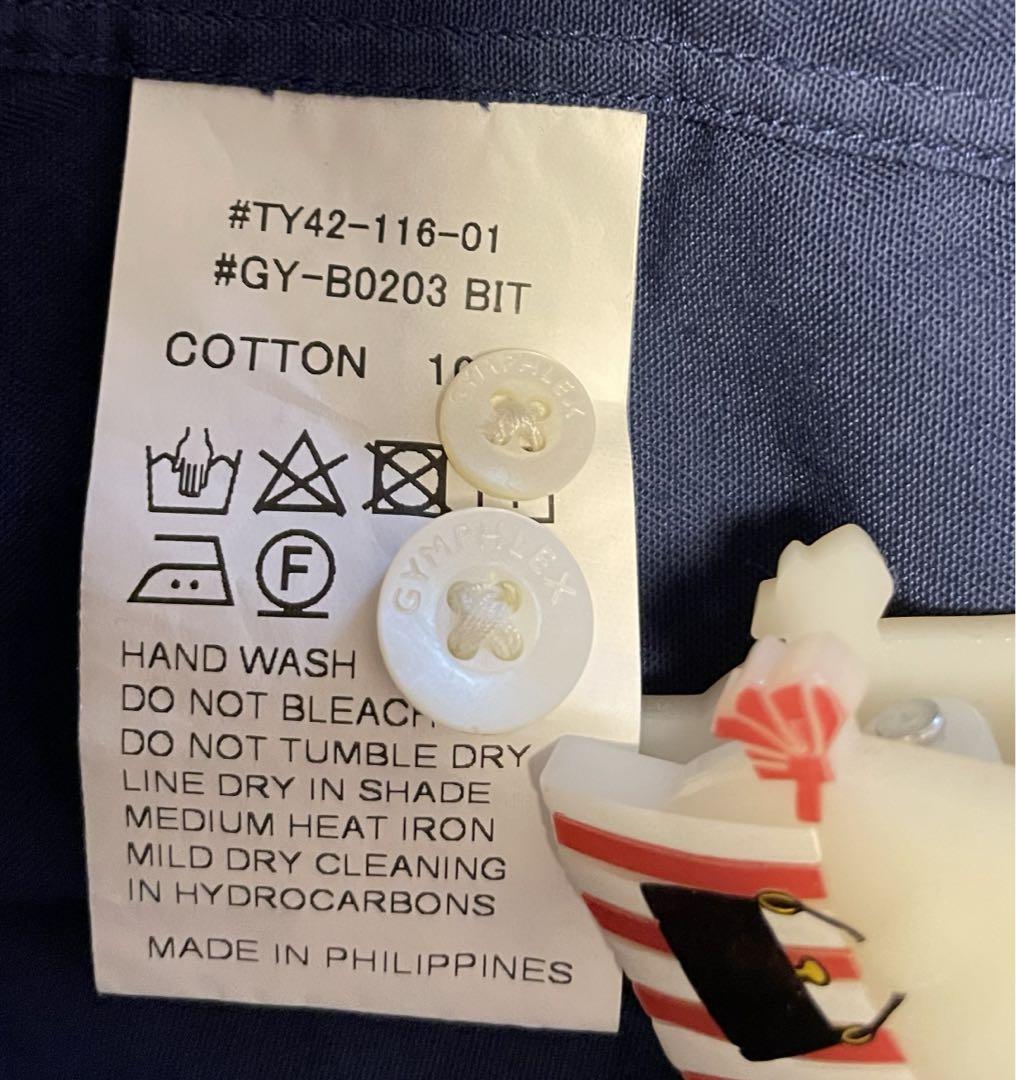 #TY42-116-01
#GY-B0203 BIT
COTTON
GYMPHLEX
F
GYMPHLEX
HAND WASH
DO NOT BLEACH
DO NOT TUMBLE DRY
LINE DRY IN SHADE
MEDIUM HEAT IRON
MILD DRY CLEANING
IN HYDROCARBONS
MADE IN PHILIPPINES